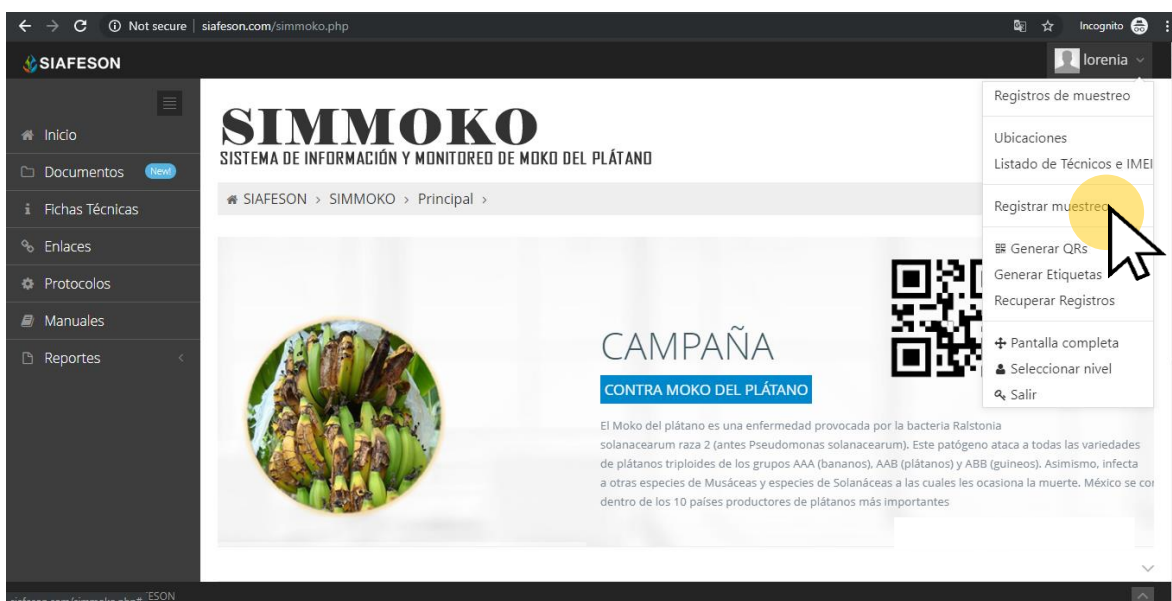 Not secure | siafeson.com/simmoko.php
Incognito
SIAFESON
lorenia
Inicio
Documentos New!
Fichas Técnicas
Enlaces
Protocolos
Manuales
Reportes
SIMMOKO
SISTEMA DE INFORMACIÓN Y MONITOREO DE MOKO DEL PLÁTANO
SIAFESON > SIMMOKO > Principal >
Registros de muestreo
Ubicaciones
Listado de Técnicos e IMEI
Registrar muestreo
Generar QRs
Generar Etiquetas
Recuperar Registros
Pantalla completa
Seleccionar nivel
Salir
CAMPAÑA
CONTRA MOKO DEL PLÁTANO
El Moko del plátano es una enfermedad provocada por la bacteria Ralstonia
solanacearum raza 2 (antes Pseudomonas solanacearum). Este patógeno ataca a todas las variedades
de plátanos triploides de los grupos AAA (bananos), AAB (plátanos) y ABB (guineos). Asimismo, infecta
a otras especies de Musáceas y especies de Solanáceas a las cuales les ocasiona la muerte. México se
dentro de los 10 países productores de plátanos más importantes